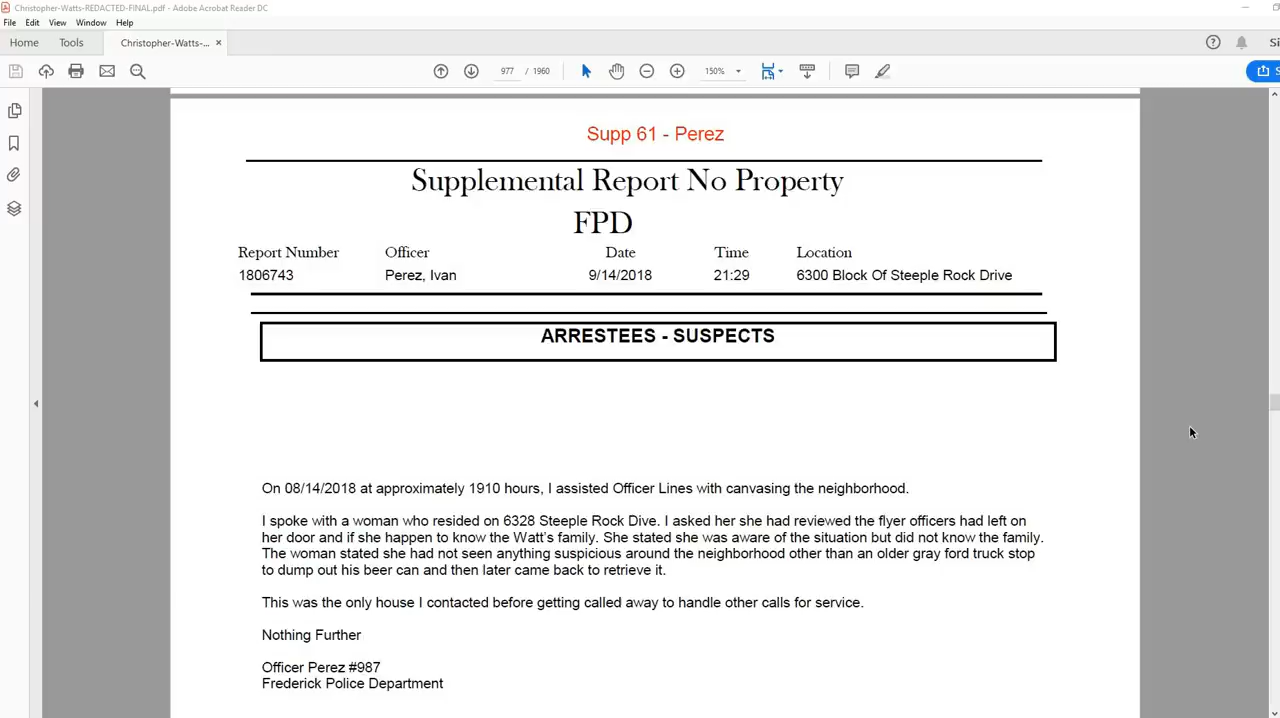 Christopher-Watts-REDACTED-FINAL.pdf - Adobe Acrobat Reader DC
File Edit View Window Help
Home Tools Christopher-Watts-... ×
977 / 1960 150%
Supp 61 - Perez
Supplemental Report No Property
FPD
Report Number Officer Date Time Location
1806743 Perez, Ivan 9/14/2018 21:29 6300 Block Of Steeple Rock Drive
ARRESTEES - SUSPECTS
On 08/14/2018 at approximately 1910 hours, I assisted Officer Lines with canvasing the neighborhood.
I spoke with a woman who resided on 6328 Steeple Rock Dive. I asked her she had reviewed the flyer officers had left on
her door and if she happen to know the Watt's family. She stated she was aware of the situation but did not know the family.
The woman stated she had not seen anything suspicious around the neighborhood other than an older gray ford truck stop
to dump out his beer can and then later came back to retrieve it.
This was the only house I contacted before getting called away to handle other calls for service.
Nothing Further
Officer Perez #987
Frederick Police Department